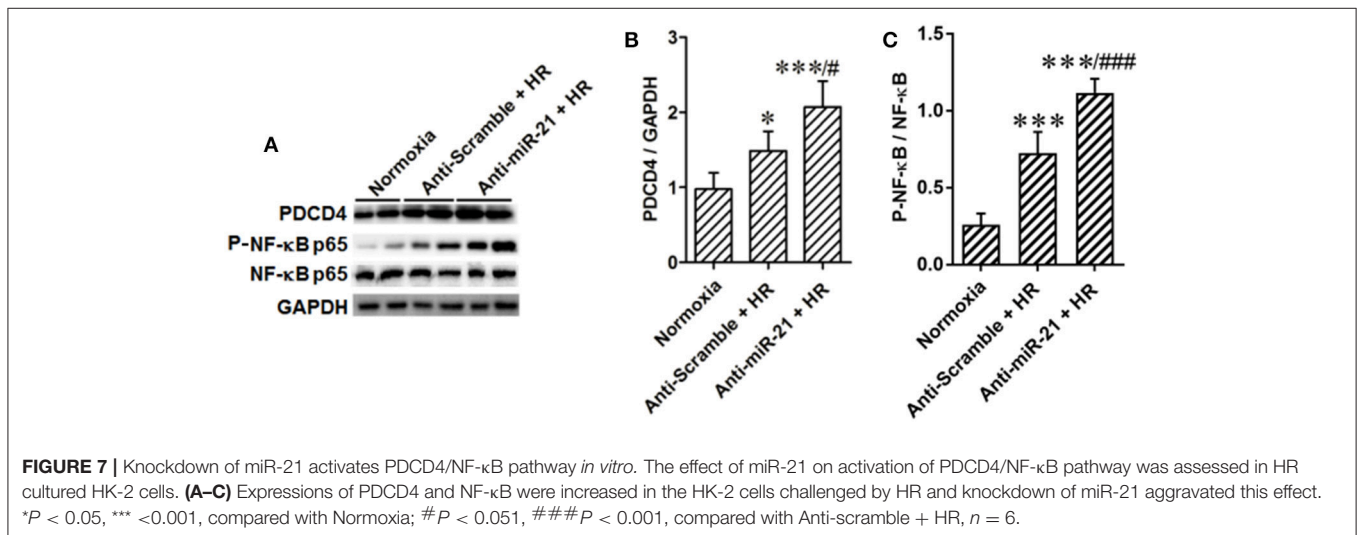 A
Normoxia
Anti-Scramble + HR
Anti-miR-21 + HR
PDCD4
P-NF-κB p65
NF-κB p65
GAPDH
B
PDCD4 / GAPDH
3
2
1
0
*
***/#
Normoxia
Anti-Scramble + HR
Anti-miR-21 + HR
C
P-NF-κB / NF-κB
1.5
1.0
0.5
0.0
***
***/###
Normoxia
Anti-Scramble + HR
Anti-miR-21 + HR
FIGURE 7 | Knockdown of miR-21 activates PDCD4/NF-κB pathway in vitro. The effect of miR-21 on activation of PDCD4/NF-κB pathway was assessed in HR
cultured HK-2 cells. (A–C) Expressions of PDCD4 and NF-κB were increased in the HK-2 cells challenged by HR and knockdown of miR-21 aggravated this effect.
*P < 0.05, *** <0.001, compared with Normoxia; #P < 0.051, ###P < 0.001, compared with Anti-scramble + HR, n = 6.